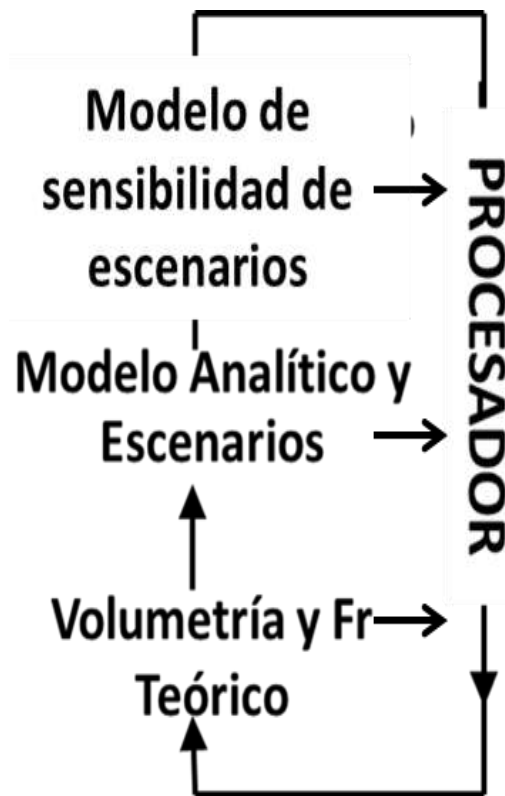 Modelo de
sensibilidad de
escenarios
Modelo Analítico y
Escenarios
Volumetría y Fr
Teórico
PROCESADOR